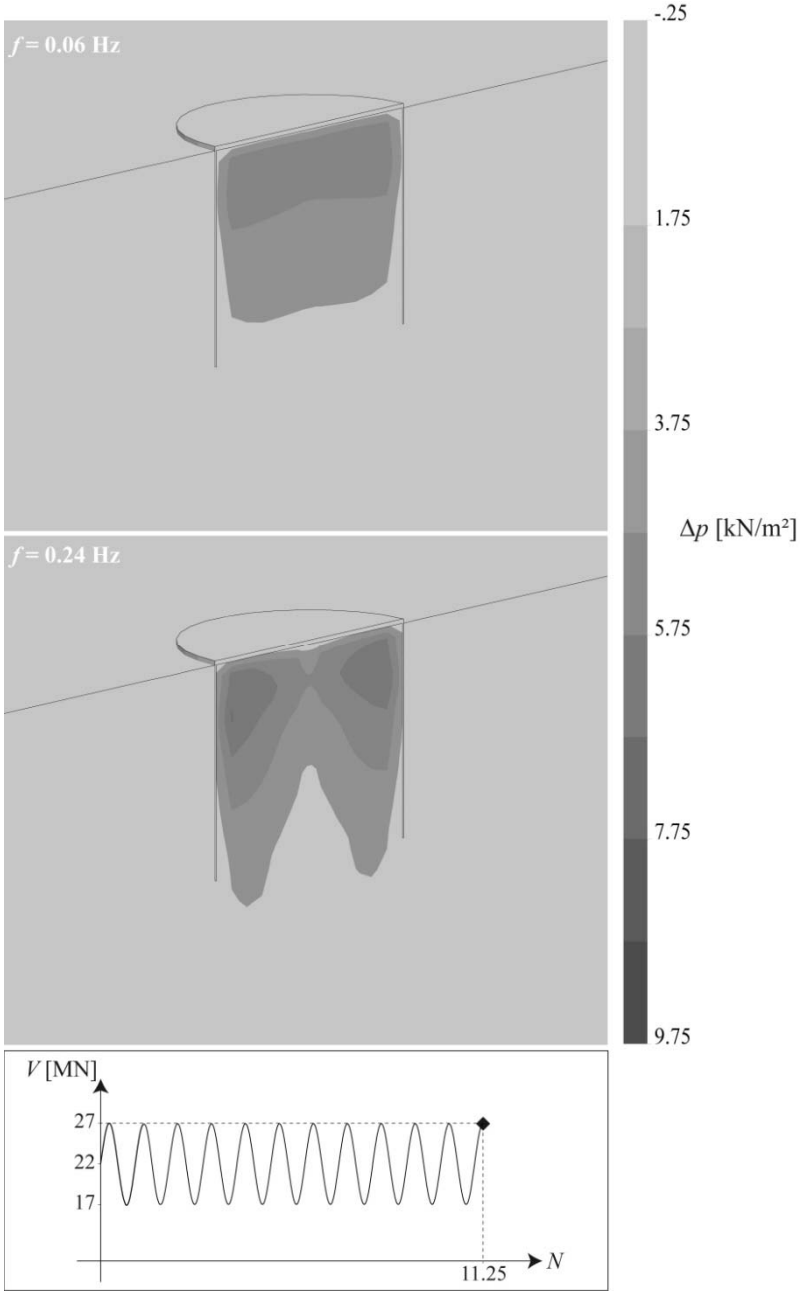 -.25
f = 0.06 Hz
1.75
3.75
Δp [kN/m²]
f = 0.24 Hz
5.75
7.75
9.75
V [MN]
27
22
17
N
11.25